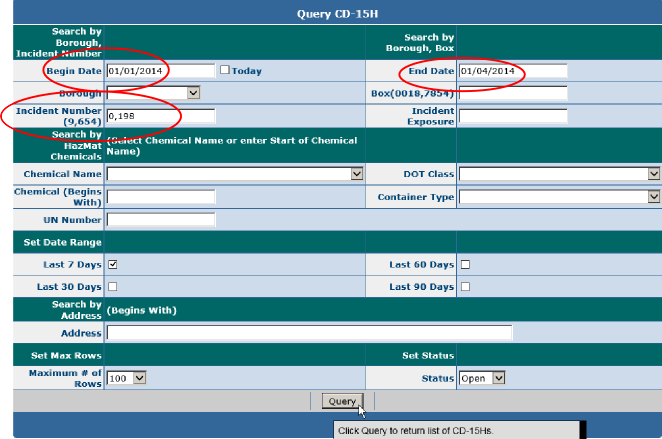 Query CD-15H
Search by
Borough,
Incident Number
Search by
Borough, Box
Begin Date 01/01/2014 Today
End Date 01/04/2014
Borough
Box(0018,7854)
Incident Number
(9,654) 0,198
Incident
Exposure
Search by
HazMat
Chemicals
(Select Chemical Name or enter Start of Chemical
Name)
Chemical Name
DOT Class
Chemical (Begins
With)
Container Type
UN Number
Set Date Range
Last 7 Days
Last 60 Days
Last 30 Days
Last 90 Days
Search by
Address
(Begins With)
Address
Set Max Rows
Set Status
Maximum # of
Rows 100
Status Open
Query
Click Query to return list of CD-15Hs.